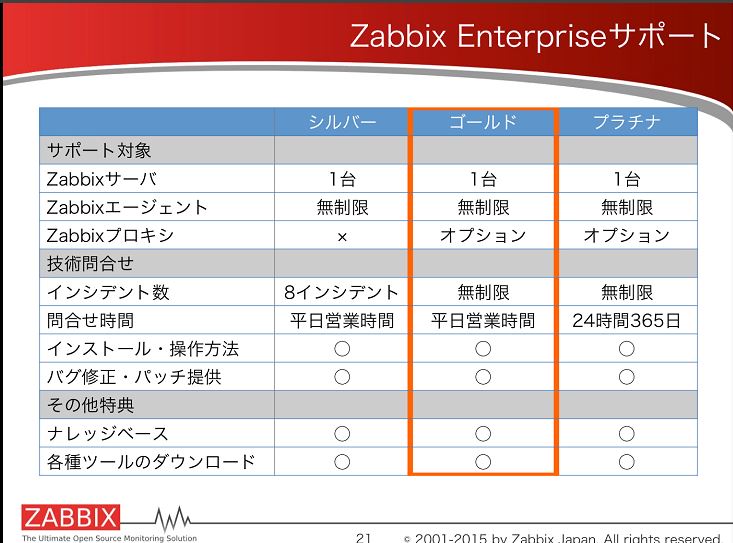 Zabbix Enterpriseサポート
シルバー ゴールド プラチナ
サポート対象
Zabbixサーバ 1台 1台 1台
Zabbixエージェント 無制限 無制限 無制限
Zabbixプロキシ × オプション オプション
技術問合せ
インシデント数 8インシデント 無制限 無制限
問合せ時間 平日営業時間 平日営業時間 24時間365日
インストール・操作方法 ○ ○ ○
バグ修正・パッチ提供 ○ ○ ○
その他特典
ナレッジベース ○ ○ ○
各種ツールのダウンロード ○ ○ ○
ZABBIX
The Ultimate Open Source Monitoring Solution
21 © 2001-2015 by Zabbix Japan. All rights reserved.